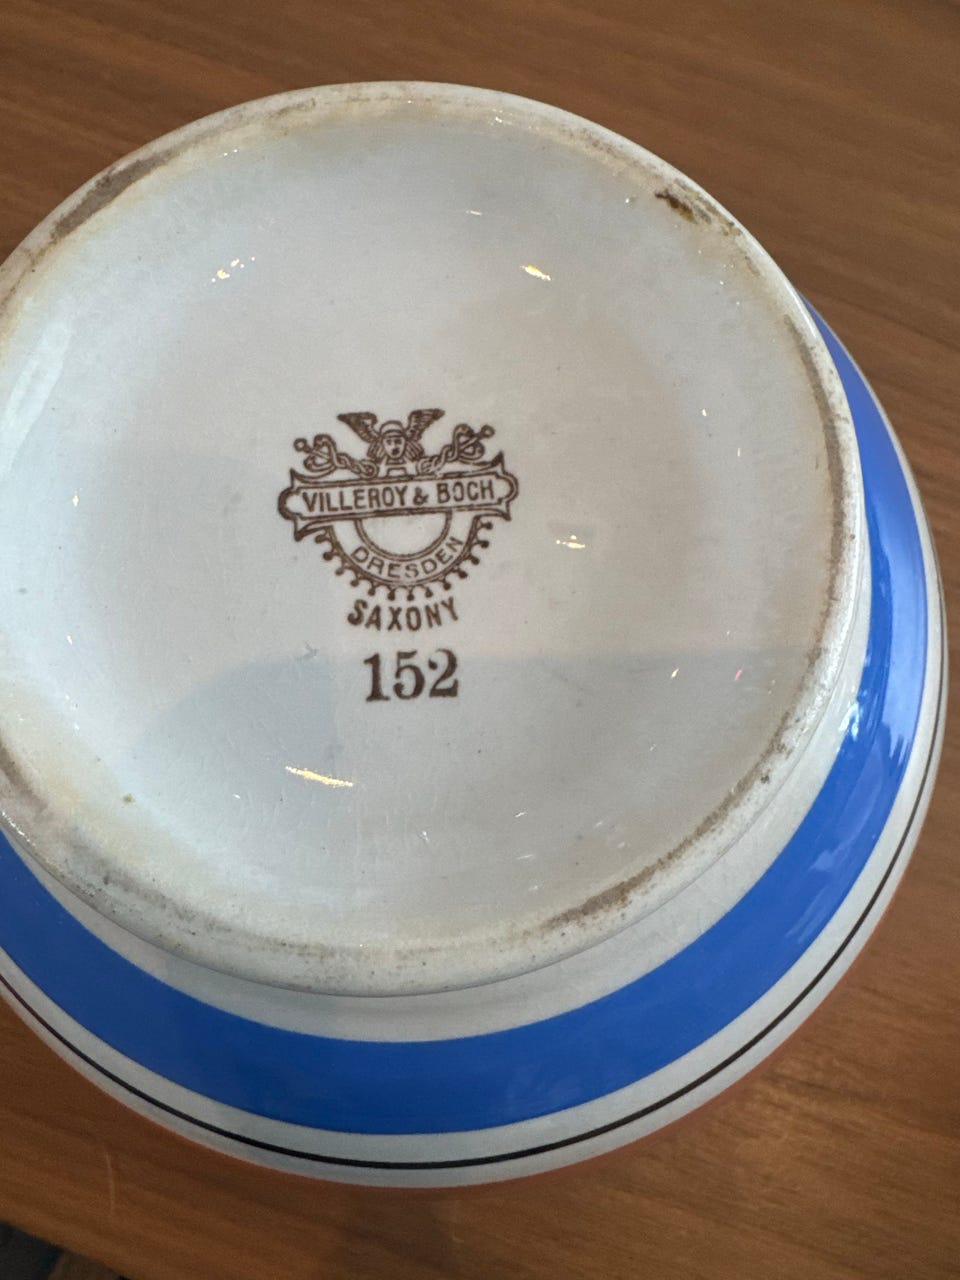 VILLEROY & BOCH
DRESDEN
SAXONY
152